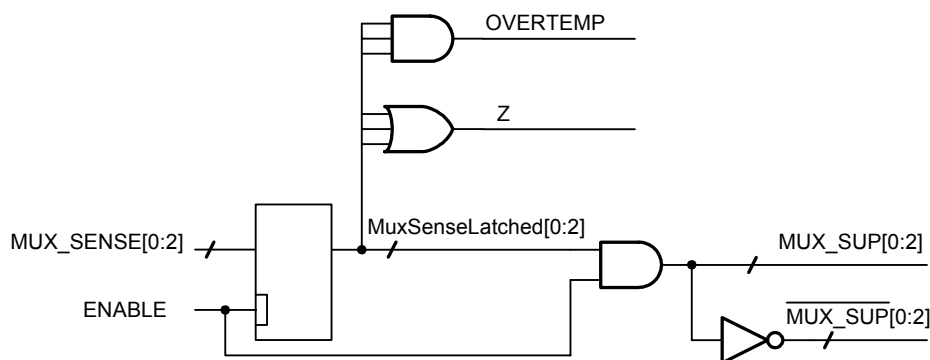 OVERTEMP
Z
MUX_SENSE[0:2]
MuxSenseLatched[0:2]
MUX_SUP[0:2]
ENABLE
MUX_SUP[0:2]